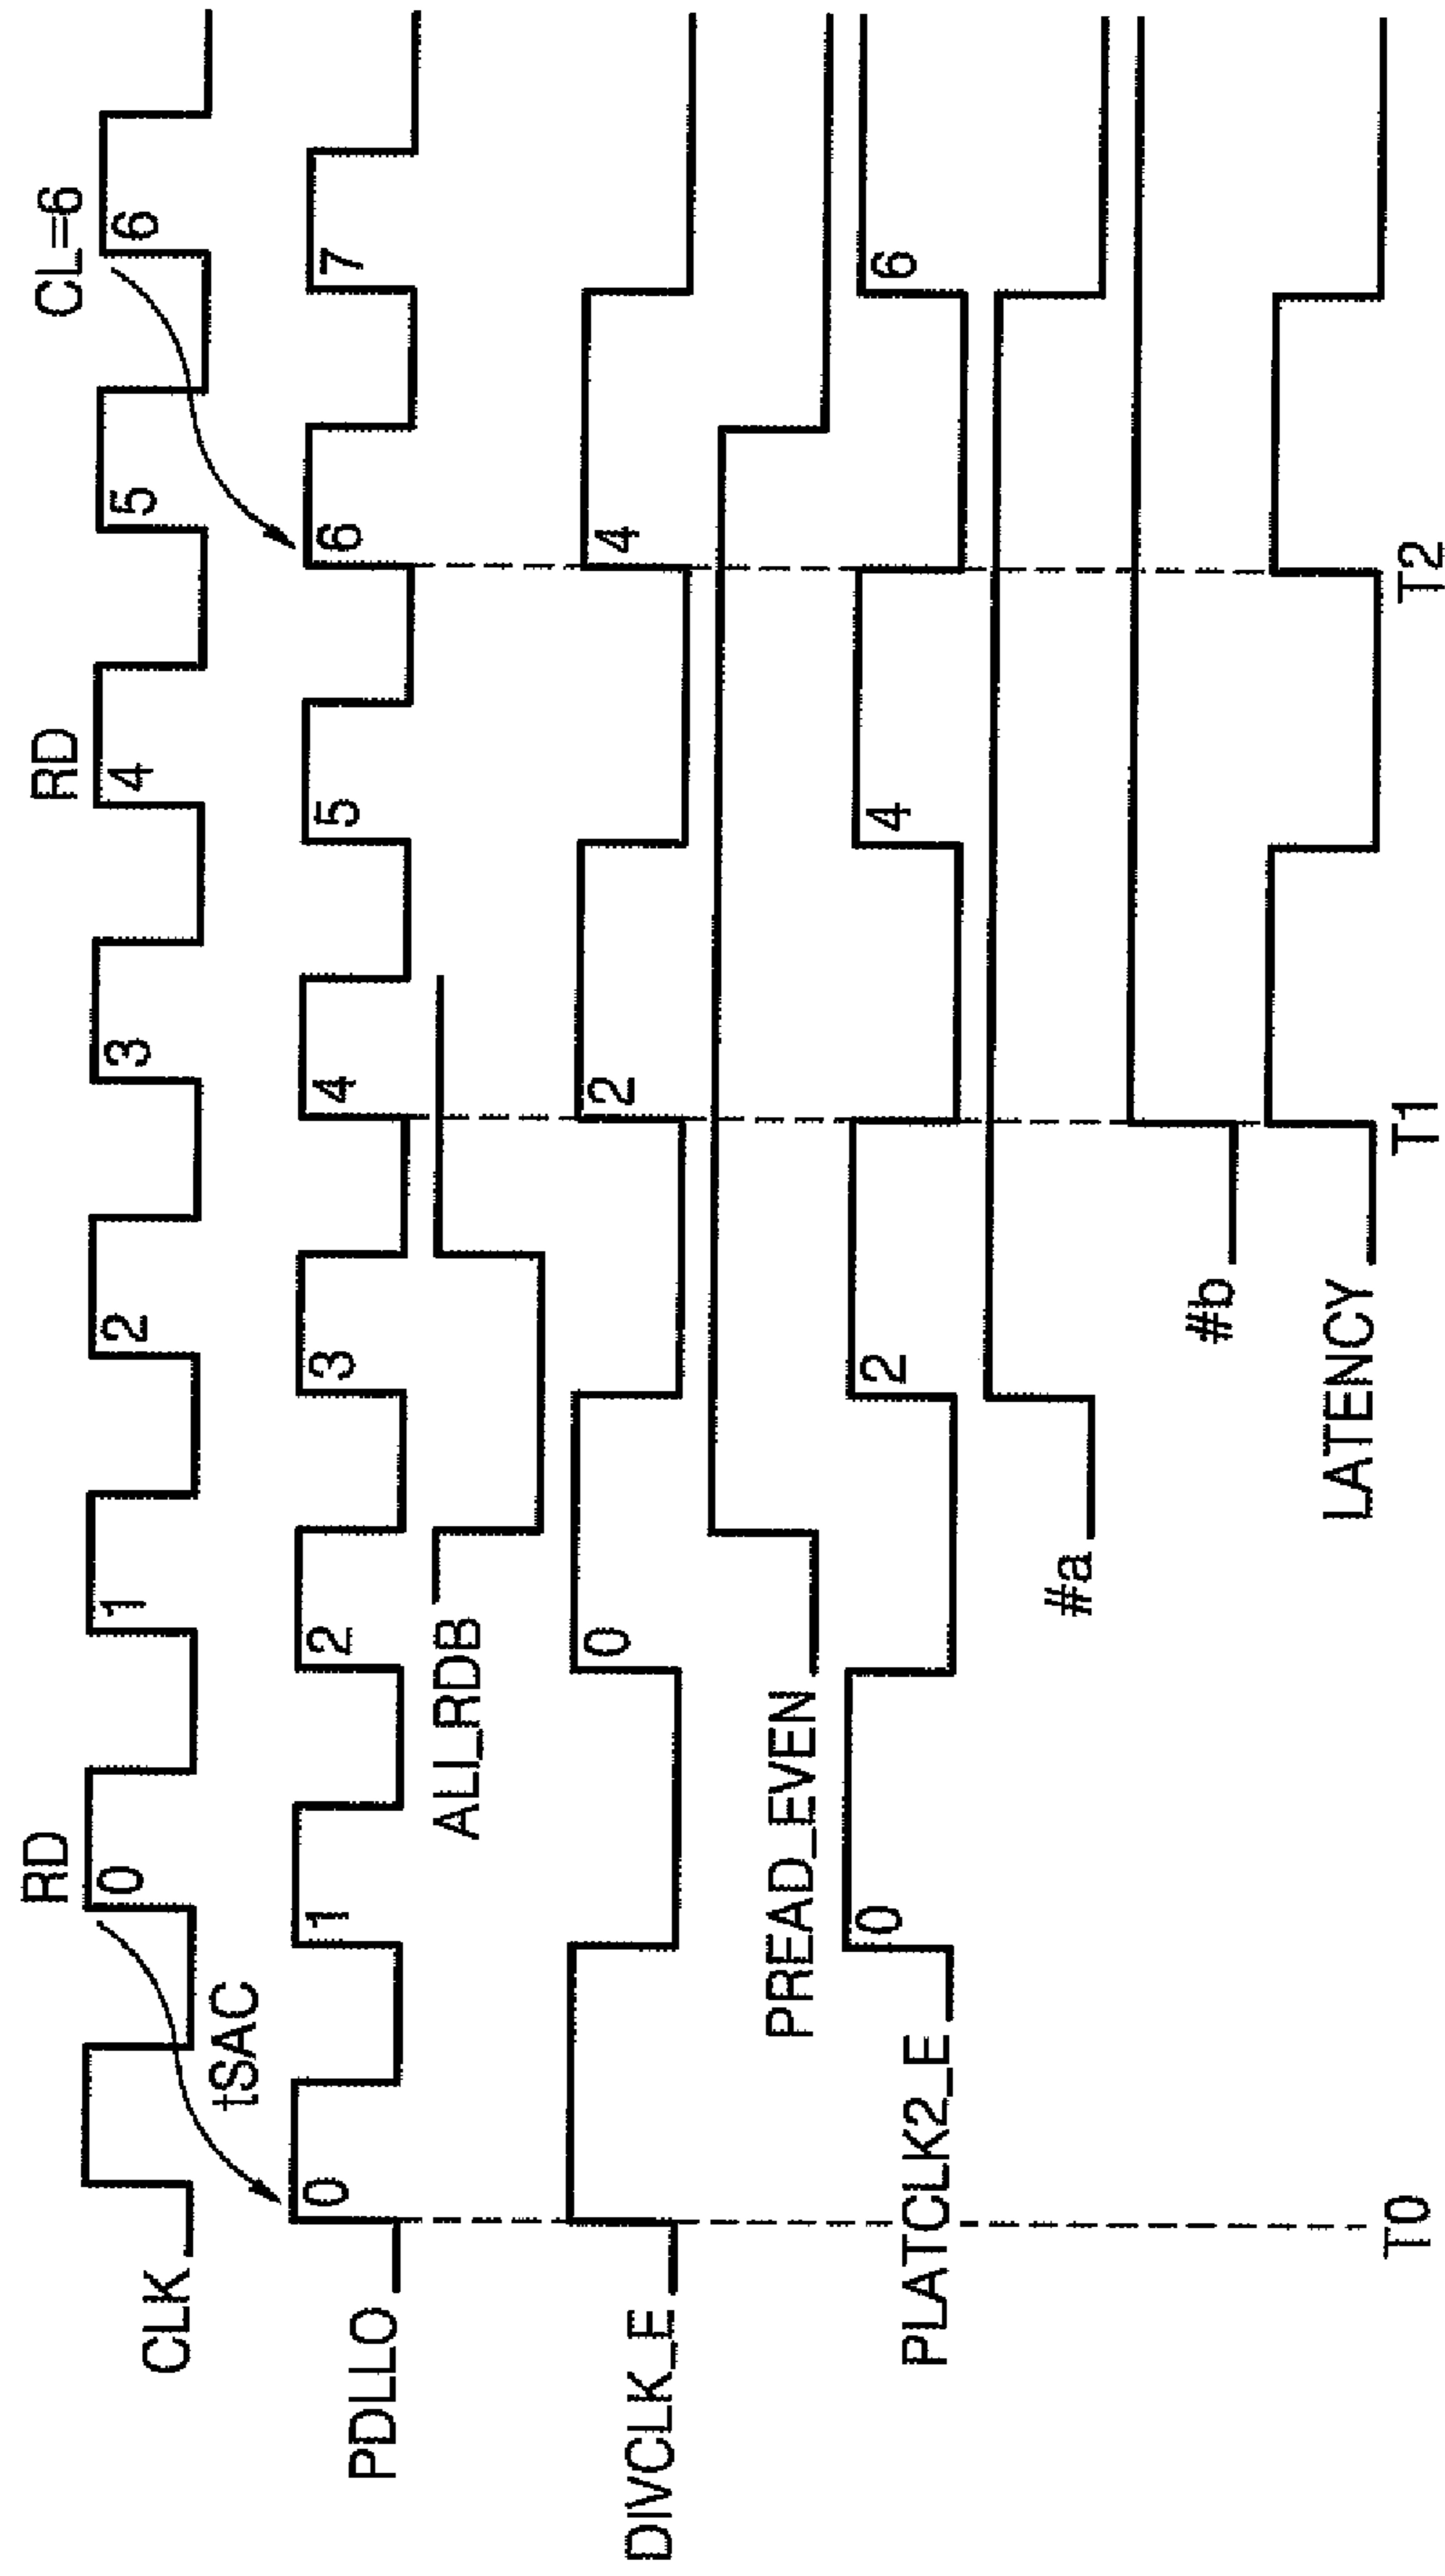 RD RD CL=6
CLK 0 1 2 3 4 5 6
tSAC
PDLLO 0 1 2 3 4 5 6 7
ALI_RDB
DIVCLK_E 0 2 4
PREAD_EVEN
PLATCLK2_E 0 2 4 6
#a
#b
LATENCY
T0 T1 T2